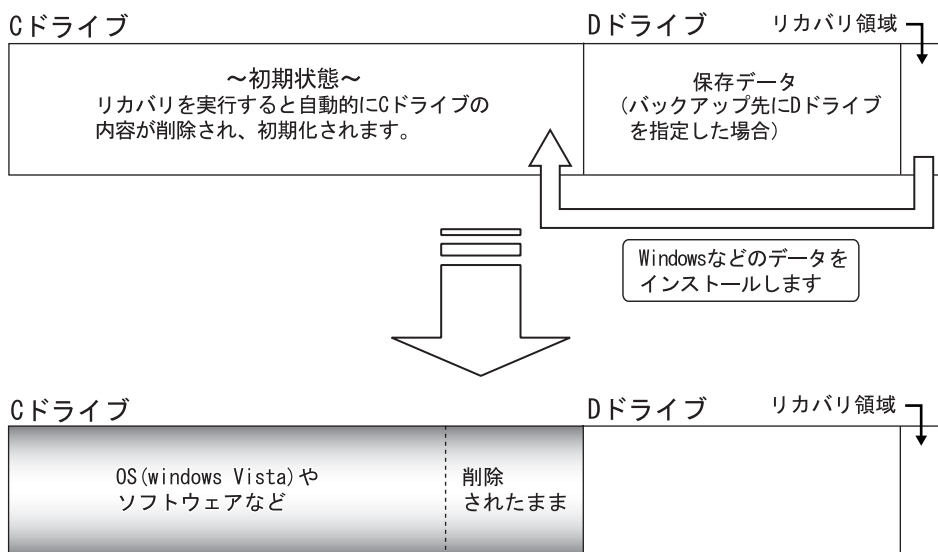 Cドライブ
Dドライブ
リカバリ領域
～初期状態～
リカバリを実行すると自動的にCドライブの
内容が削除され、初期化されます。
保存データ
(バックアップ先にDドライブ
を指定した場合)
Windowsなどのデータを
インストールします
Cドライブ
Dドライブ
リカバリ領域
OS(windows Vista)や
ソフトウェアなど
削除
されたまま